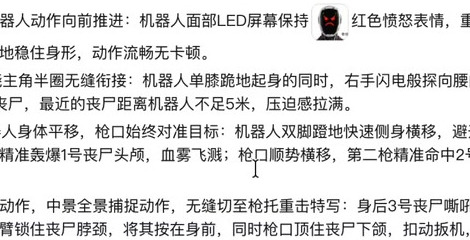 器人动作向前推进：机器人面部LED屏幕保持 红色愤怒表情，重
地稳住身形，动作流畅无卡顿。
主角半圈无缝衔接：机器人单膝跪地起身的同时，右手闪电般探向腰
丧尸，最近的丧尸距离机器人不足5米，压迫感拉满。
人身体平移，枪口始终对准目标：机器人双脚蹬地快速侧身横移，避
精准轰爆1号丧尸头颅，血雾飞溅；枪口顺势横移，第二枪精准命中2号
动作，中景全景捕捉动作，无缝切至枪托重击特写：身后3号丧尸嘶吼
臂锁住丧尸脖颈，将其按在身前，同时枪口顶住丧尸下颌，扣动扳机，